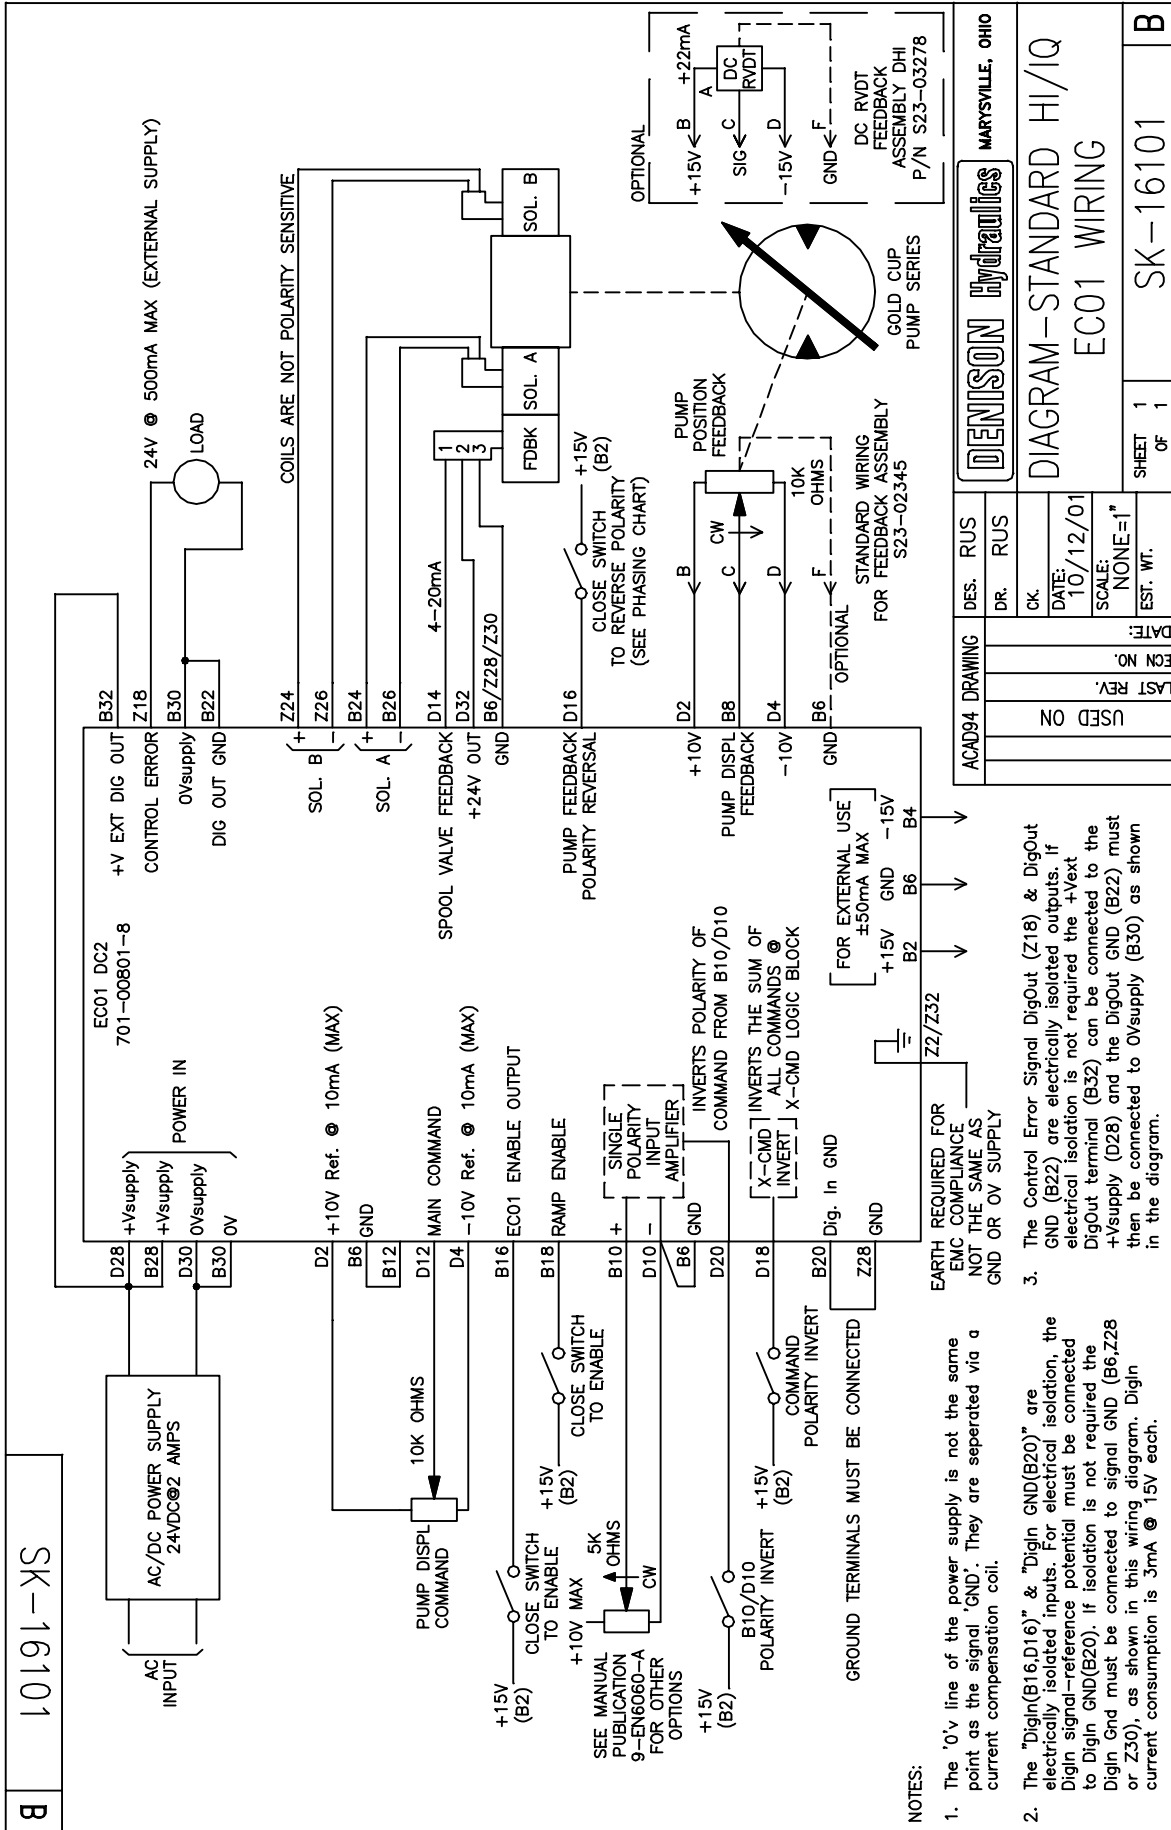 B
SK-16101
AC
INPUT
AC/DC POWER SUPPLY
24VDC@2 AMPS
D28
B28
D30
B30
+Vsupply
+Vsupply
0Vsupply
0V
POWER IN
EC01 DC2
701-00801-8
PUMP DISPL
COMMAND
10K OHMS
D2
B6
B12
D12
D4
+10V Ref. @ 10mA (MAX)
GND
MAIN COMMAND
-10V Ref. @ 10mA (MAX)
+15V
(B2)
CLOSE SWITCH
TO ENABLE
B16
EC01 ENABLE OUTPUT
+15V
(B2)
CLOSE SWITCH
TO ENABLE
B18
RAMP ENABLE
SEE MANUAL
PUBLICATION
9-EN6060-A
FOR OTHER
OPTIONS
+10V MAX
5K
OHMS
CW
B10
+
D10
-
B6
GND
SINGLE
POLARITY
INPUT
AMPLIFIER
+15V
(B2)
B10/D10
POLARITY INVERT
D20
INVERTS POLARITY OF
COMMAND FROM B10/D10
+15V
(B2)
COMMAND
POLARITY INVERT
D18
X-CMD
INVERT
INVERTS THE SUM OF
ALL COMMANDS @
X-CMD LOGIC BLOCK
GROUND TERMINALS MUST BE CONNECTED
B20
Z28
Dig. In GND
GND
EARTH REQUIRED FOR
EMC COMPLIANCE
NOT THE SAME AS
GND OR 0V SUPPLY
Z2/Z32
FOR EXTERNAL USE
±50mA MAX
+15V
GND
-15V
B2
B6
B4
+V EXT DIG OUT
B32
CONTROL ERROR
Z18
0Vsupply
B30
DIG OUT GND
B22
LOAD
24V @ 500mA MAX (EXTERNAL SUPPLY)
SOL. B
+
-
Z24
Z26
SOL. A
+
-
B24
B26
COILS ARE NOT POLARITY SENSITIVE
SPOOL VALVE FEEDBACK
D14
4-20mA
+24V OUT
D32
GND
B6/Z28/Z30
1
2
3
FDBK
SOL. A
SOL. B
PUMP FEEDBACK
POLARITY REVERSAL
D16
CLOSE SWITCH
TO REVERSE POLARITY
(SEE PHASING CHART)
+15V
(B2)
+10V
D2
B
PUMP DISPL
FEEDBACK
B8
C
-10V
D4
D
GND
B6
F
OPTIONAL
CW
10K
OHMS
PUMP
POSITION
FEEDBACK
STANDARD WIRING
FOR FEEDBACK ASSEMBLY
S23-02345
GOLD CUP
PUMP SERIES
OPTIONAL
+15V
B
A
+22mA
SIG
C
DC
RVDT
-15V
D
GND
F
DC RVDT
FEEDBACK
ASSEMBLY DHI
P/N S23-03278
NOTES:
1. The '0'v line of the power supply is not the same
point as the signal 'GND'. They are seperated via a
current compensation coil.
2. The "DigIn(B16,D16)" & "DigIn GND(B20)" are
electrically isolated inputs. For electrical isolation, the
DigIn signal-reference potential must be connected
to DigIn GND(B20). If isolation is not required the
DigIn Gnd must be connected to signal GND (B6,Z28
or Z30), as shown in this wiring diagram. DigIn
current consumption is 3mA @ 15V each.
3. The Control Error Signal DigOut (Z18) & DigOut
GND (B22) are electrically isolated outputs. If
electrical isolation is not required the +Vext
DigOut terminal (B32) can be connected to the
+Vsupply (D28) and the DigOut GND (B22) must
then be connected to 0Vsupply (B30) as shown
in the diagram.
ACAD94 DRAWING
USED ON
LAST REV.
ECN NO.
DATE:
DES. RUS
DR. RUS
CK.
DATE:
10/12/01
SCALE:
NONE=1"
EST. WT.
DENISON Hydraulics MARYSVILLE, OHIO
DIAGRAM-STANDARD HI/IQ
EC01 WIRING
SHEET 1
OF 1
SK-16101
B